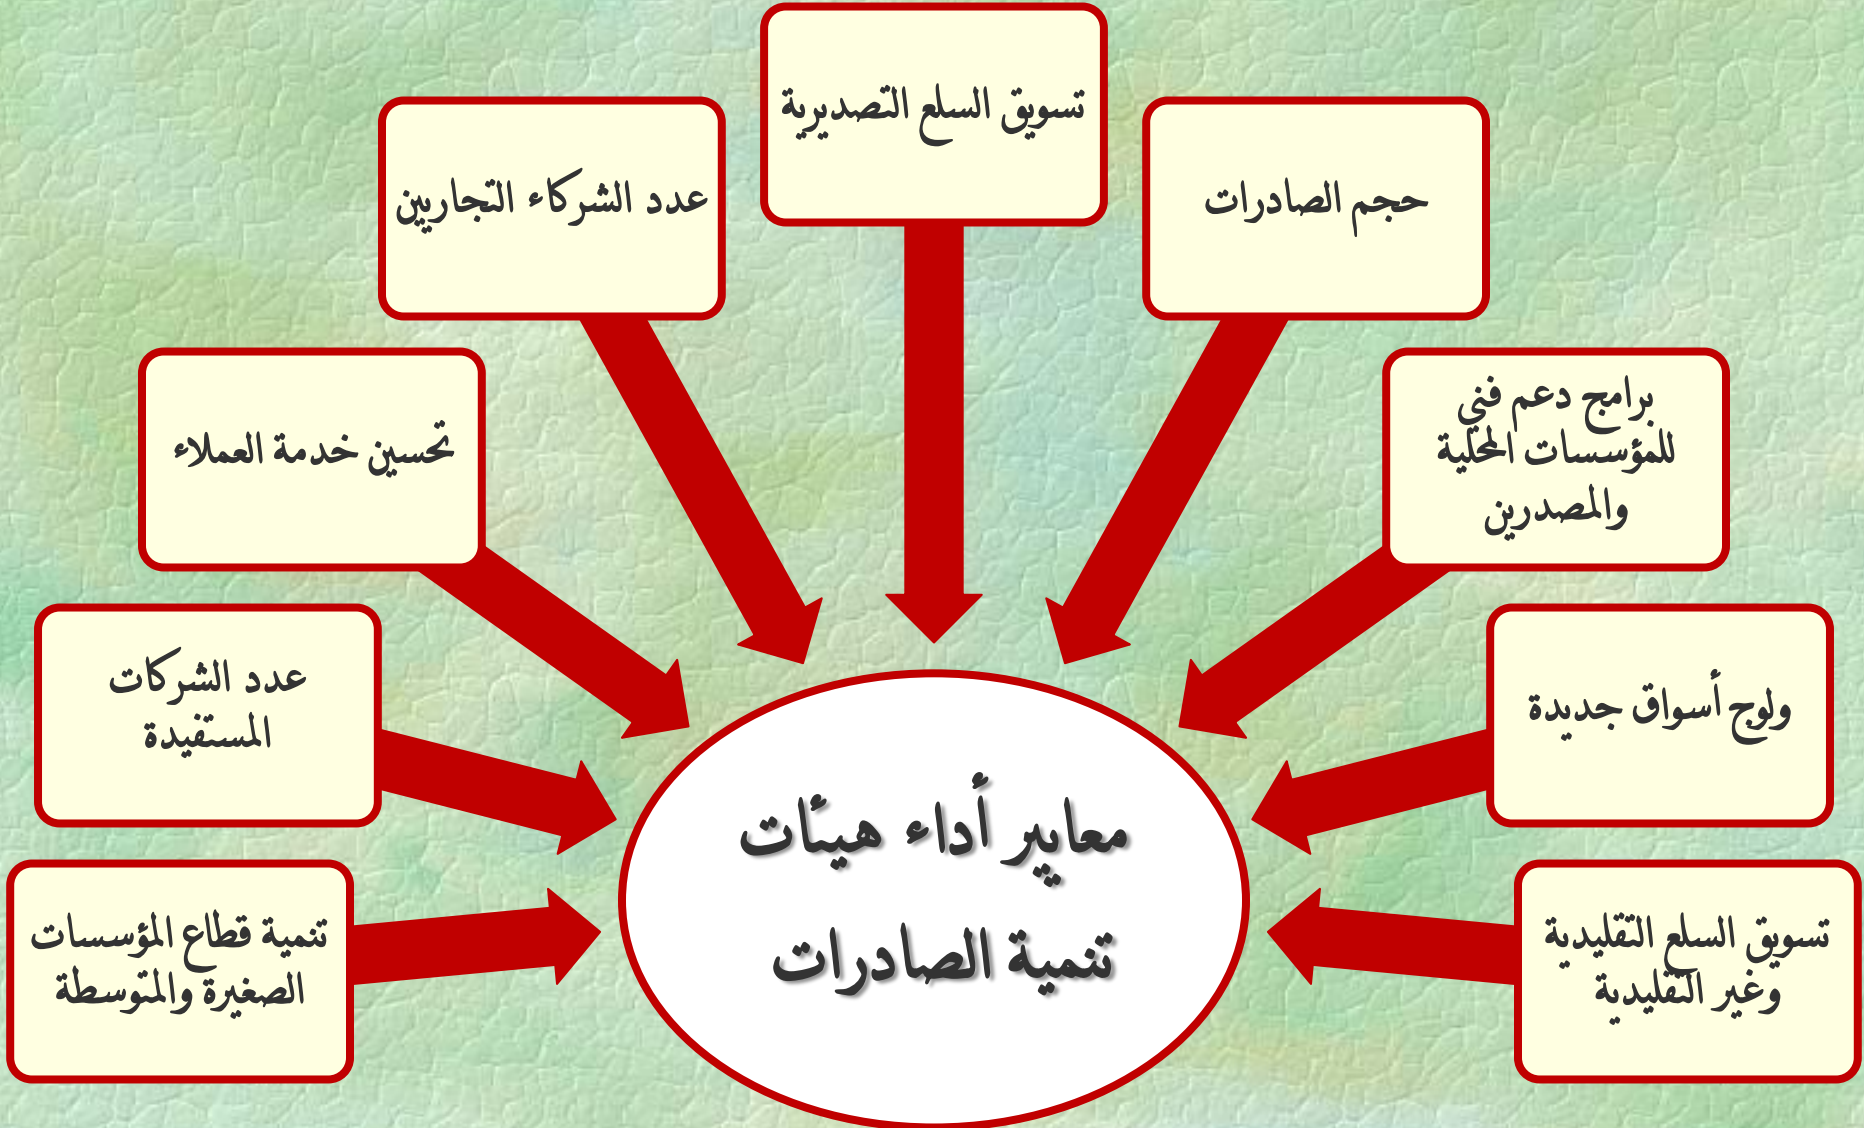 تسويق السلع التصديرية
حجم الصادرات
عدد الشركاء التجاريين
برامج دعم فني
للمؤسسات المحلية
والمصدرين
تحسين خدمة العملاء
ولوج أسواق جديدة
عدد الشركات
المستفيدة
تسويق السلع التقليدية
وغير التقليدية
تنمية قطاع المؤسسات
الصغيرة والمتوسطة
معايير أداء هيئات
تنمية الصادرات